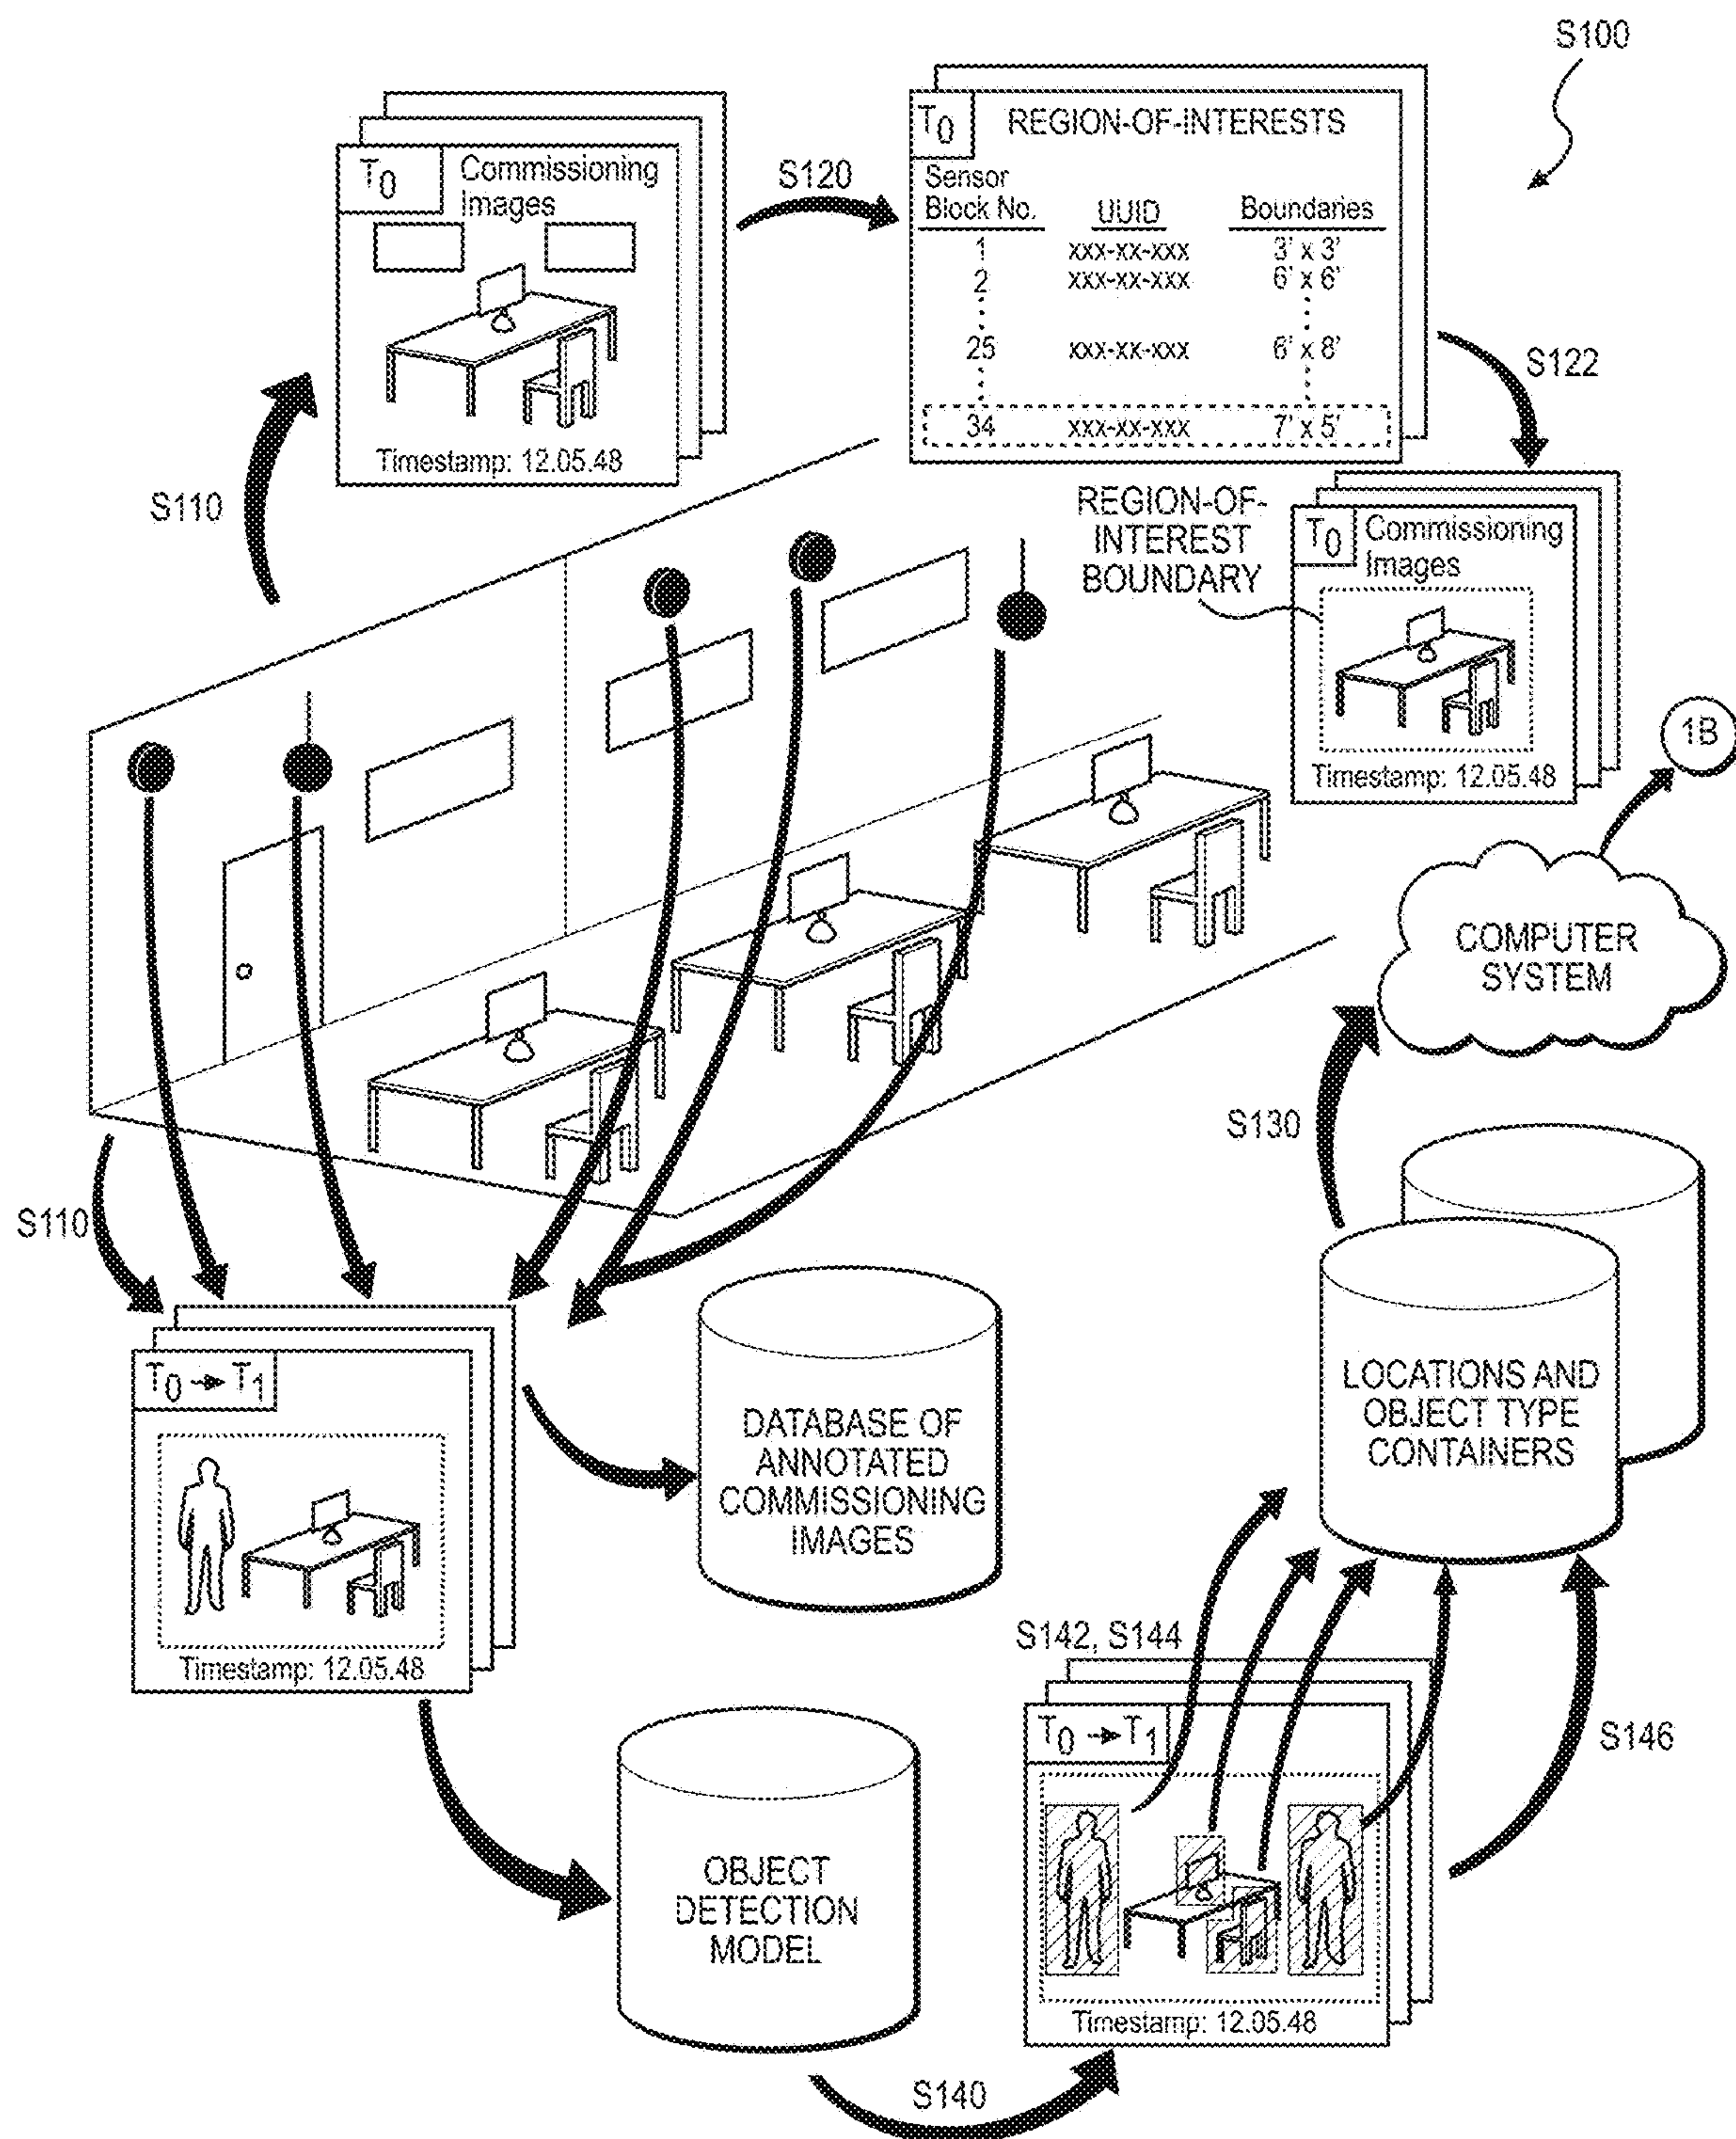 S100
T0 Commissioning
Images
Timestamp: 12.05.48
S120
T0 REGION-OF-INTERESTS
Sensor
Block No. UUID Boundaries
1 xxx-xx-xxx 3' x 3'
2 xxx-xx-xxx 6' x 6'
25 xxx-xx-xxx 6' x 8'
34 xxx-xx-xxx 7' x 5'
S122
S110
REGION-OF-
INTEREST
BOUNDARY
T0 Commissioning
Images
Timestamp: 12.05.48
1B
COMPUTER
SYSTEM
S130
S110
T0 → T1
Timestamp: 12.05.48
DATABASE OF
ANNOTATED
COMMISSIONING
IMAGES
LOCATIONS AND
OBJECT TYPE
CONTAINERS
S142, S144
T0 → T1
Timestamp: 12.05.48
S146
OBJECT
DETECTION
MODEL
S140